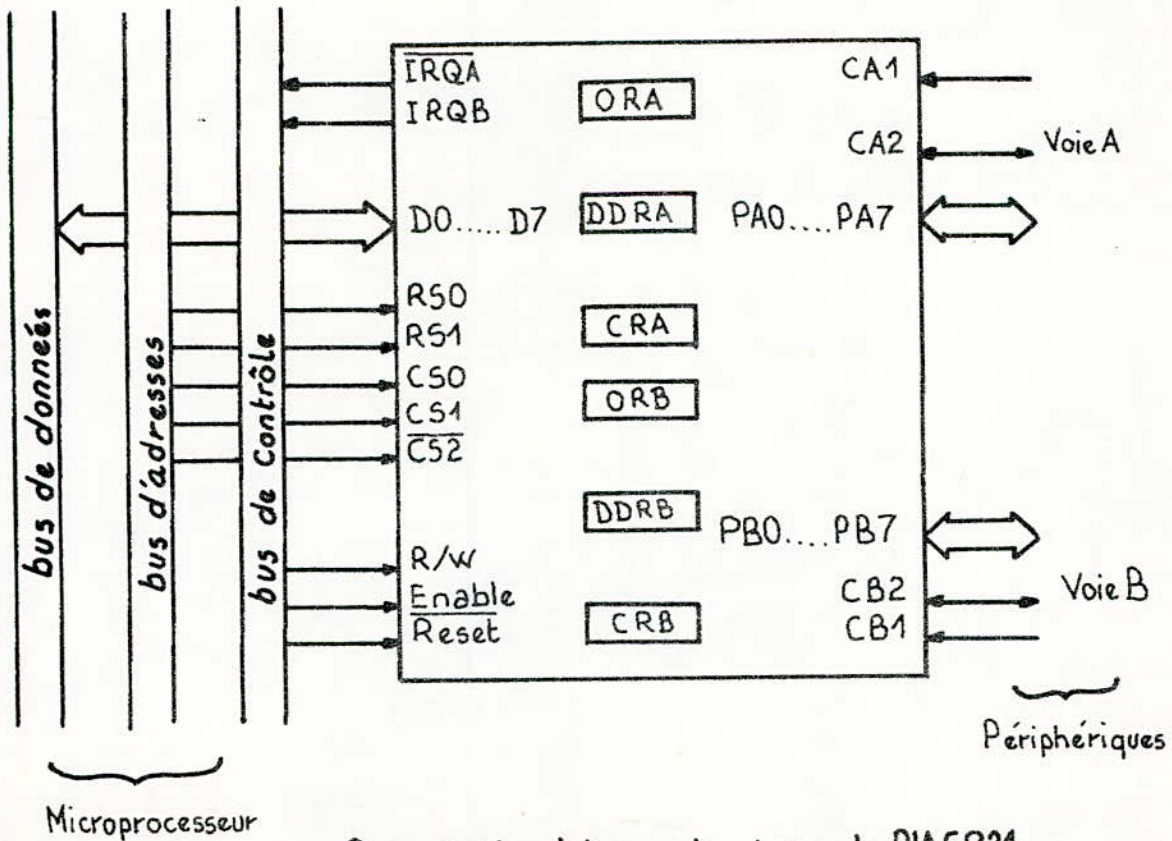 IRQA
IRQB
D0.....D7
RS0
RS1
CS0
CS1
CS2
R/W
Enable
Reset
ORA
DDRA
CRA
ORB
DDRB
CRB
CA1
CA2
PA0....PA7
PB0....PB7
CB2
CB1
Voie A
Voie B
bus de donneés
bus d'adresses
bus de Contrôle
Périphériques
Microprocesseur